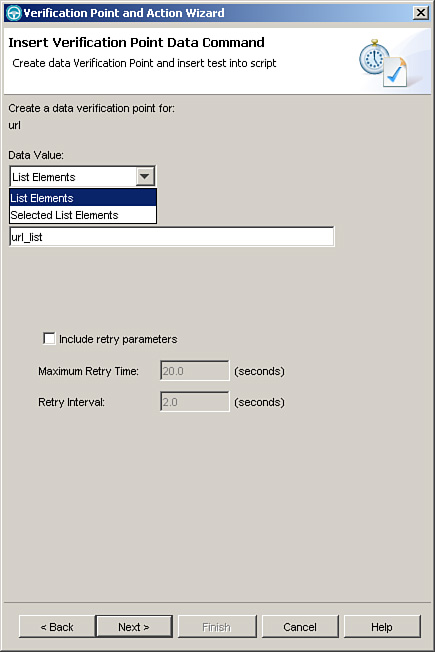 Verification Point and Action Wizard
Insert Verification Point Data Command
Create data Verification Point and insert test into script
Create a data verification point for:
url
Data Value:
List Elements
List Elements
Selected List Elements
url_list
Include retry parameters
Maximum Retry Time: 20.0 (seconds)
Retry Interval: 2.0 (seconds)
< Back Next > Finish Cancel Help